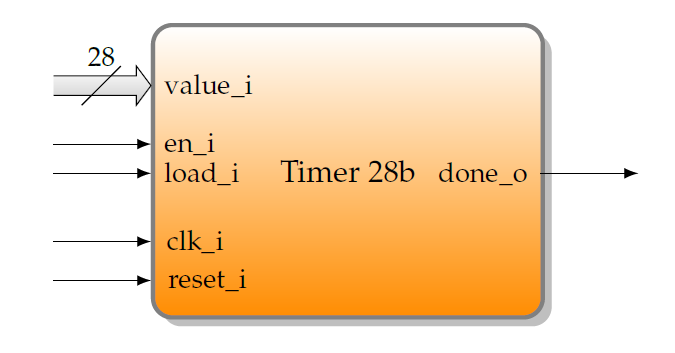 28
value_i
en_i
load_i Timer 28b done_o
clk_i
reset_i